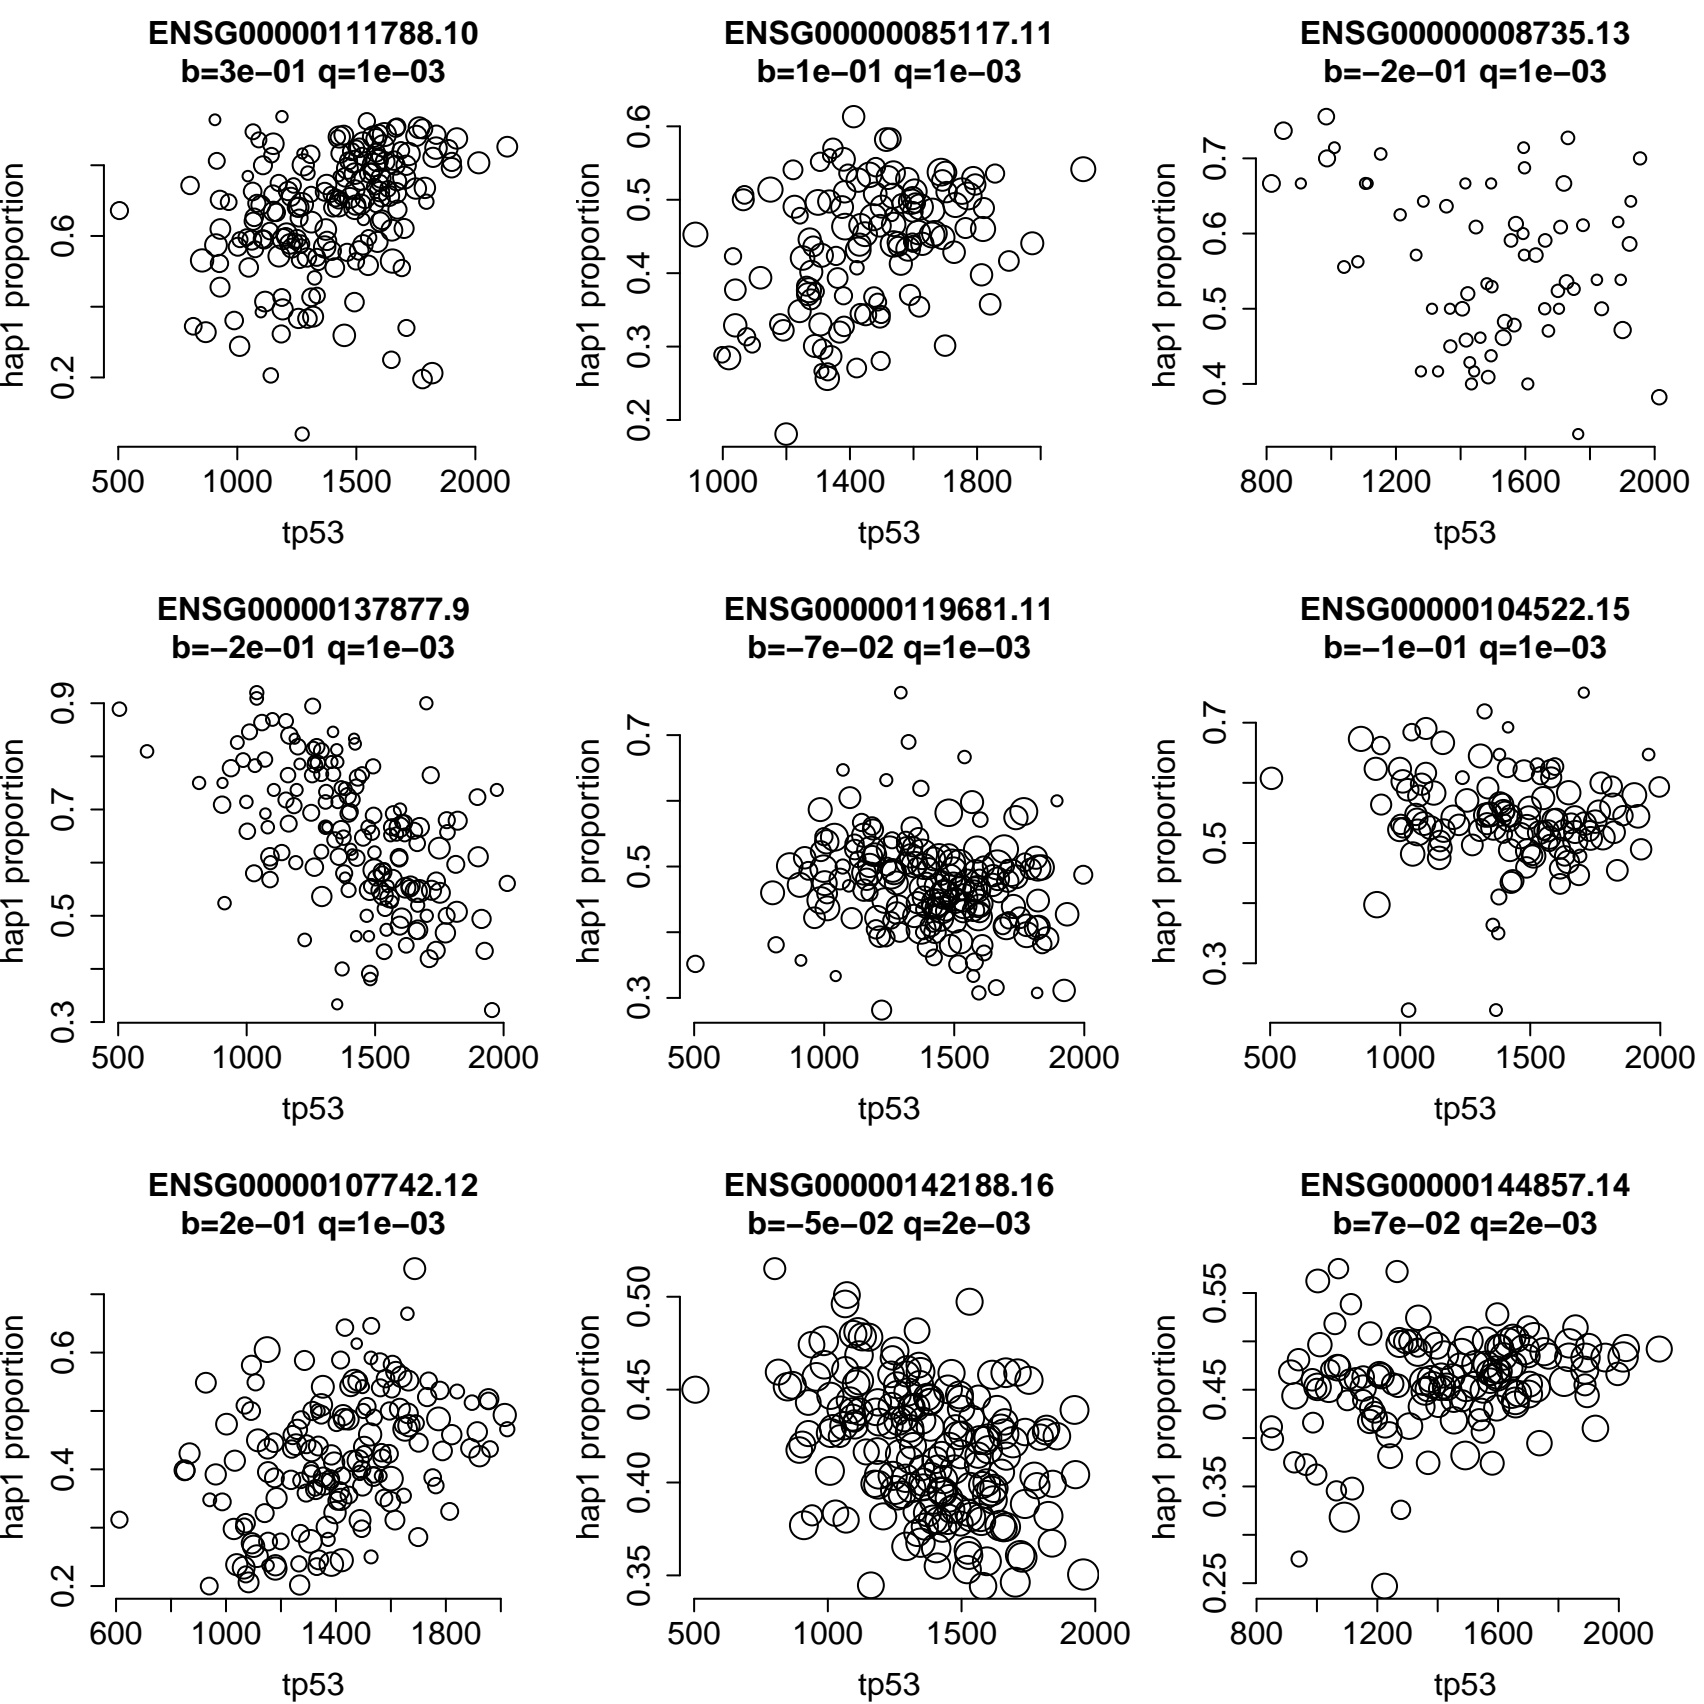 ENSG00000111788.10
b=3e−01 q=1e−03
hap1 proportion
0.2 0.6
500 1000 1500 2000
tp53
ENSG00000085117.11
b=1e−01 q=1e−03
hap1 proportion
0.2 0.3 0.4 0.5 0.6
1000 1400 1800
tp53
ENSG00000008735.13
b=−2e−01 q=1e−03
hap1 proportion
0.4 0.5 0.6 0.7
800 1200 1600 2000
tp53
ENSG00000137877.9
b=−2e−01 q=1e−03
hap1 proportion
0.3 0.5 0.7 0.9
500 1000 1500 2000
tp53
ENSG00000119681.11
b=−7e−02 q=1e−03
hap1 proportion
0.3 0.5 0.7
500 1000 1500 2000
tp53
ENSG00000104522.15
b=−1e−01 q=1e−03
hap1 proportion
0.3 0.5 0.7
500 1000 1500 2000
tp53
ENSG00000107742.12
b=2e−01 q=1e−03
hap1 proportion
0.2 0.4 0.6
600 1000 1400 1800
tp53
ENSG00000142188.16
b=−5e−02 q=2e−03
hap1 proportion
0.35 0.40 0.45 0.50
500 1000 1500 2000
tp53
ENSG00000144857.14
b=7e−02 q=2e−03
hap1 proportion
0.25 0.35 0.45 0.55
800 1200 1600 2000
tp53